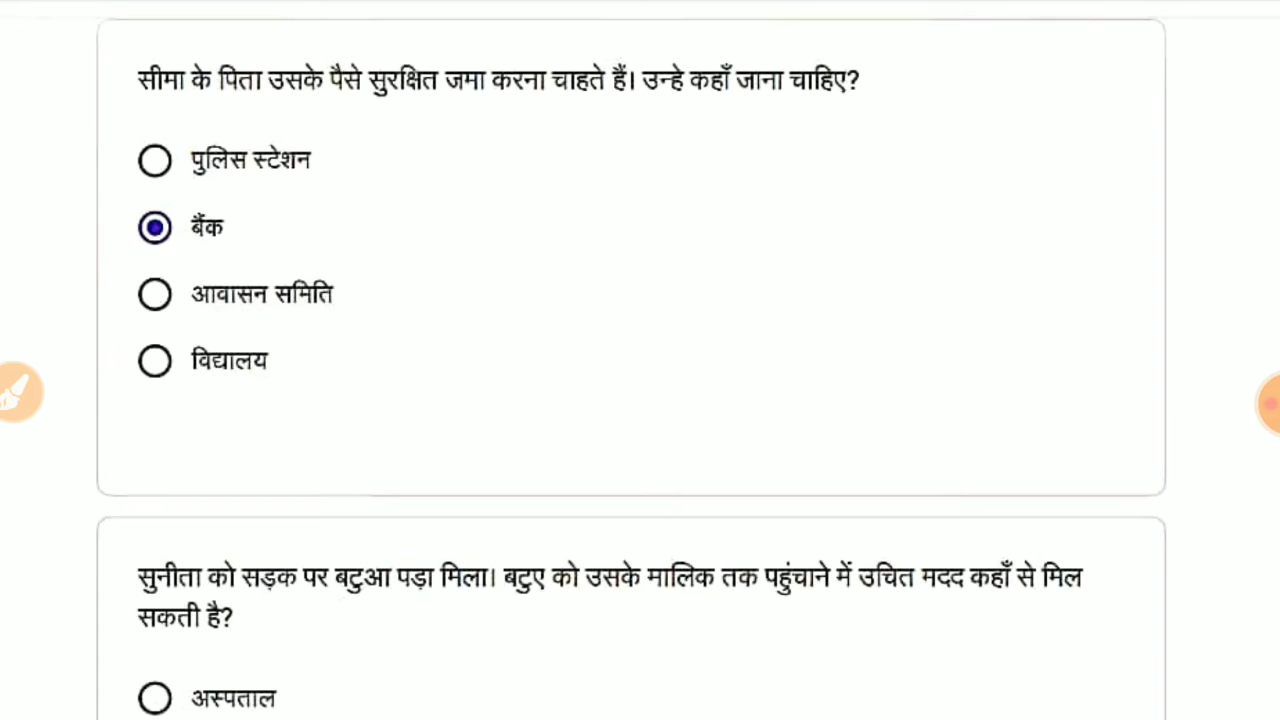 सीमा के पिता उसके पैसे सुरक्षित जमा करना चाहते हैं। उन्हे कहाँ जाना चाहिए?
पुलिस स्टेशन
बैंक
आवासन समिति
विद्यालय
सुनीता को सड़क पर बटुआ पड़ा मिला। बटुए को उसके मालिक तक पहुंचाने में उचित मदद कहाँ से मिल
सकती है?
अस्पताल